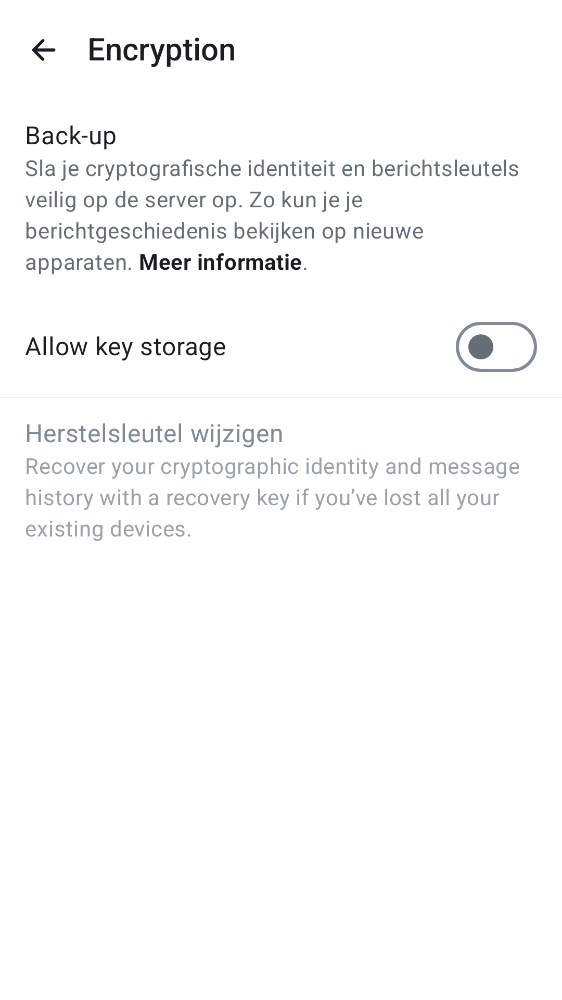 Encryption
Back-up
Sla je cryptografische identiteit en berichtsleutels
veilig op de server op. Zo kun je je
berichtgeschiedenis bekijken op nieuwe
apparaten. Meer informatie.
Allow key storage
Herstelsleutel wijzigen
Recover your cryptographic identity and message
history with a recovery key if you’ve lost all your
existing devices.